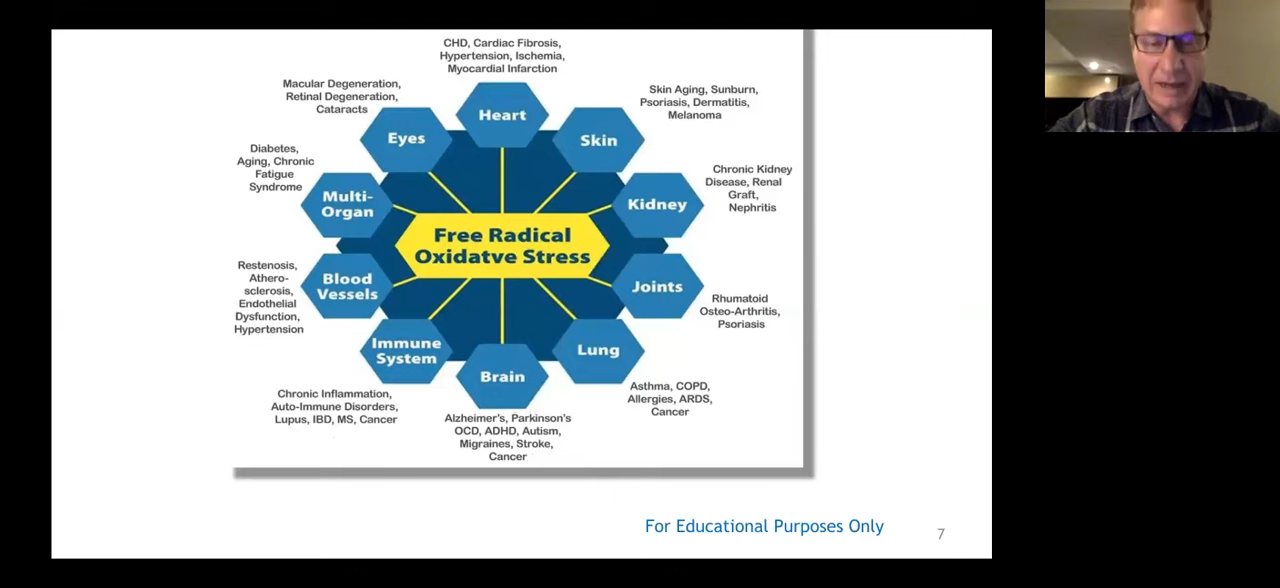 CHD, Cardiac Fibrosis,
Hypertension, Ischemia,
Myocardial Infarction
Heart
Macular Degeneration,
Retinal Degeneration,
Cataracts
Eyes
Skin Aging, Sunburn,
Psoriasis, Dermatitis,
Melanoma
Skin
Diabetes,
Aging, Chronic
Fatigue
Syndrome
Multi-
Organ
Chronic Kidney
Disease, Renal
Graft,
Nephritis
Kidney
Free Radical
Oxidatve Stress
Restenosis,
Athero-
sclerosis,
Endothelial
Dysfunction,
Hypertension
Blood
Vessels
Joints
Rhumatoid
Osteo-Arthritis,
Psoriasis
Immune
System
Chronic Inflammation,
Auto-Immune Disorders,
Lupus, IBD, MS, Cancer
Brain
Alzheimer's, Parkinson's
OCD, ADHD, Autism,
Migraines, Stroke,
Cancer
Lung
Asthma, COPD,
Allergies, ARDS,
Cancer
For Educational Purposes Only
7